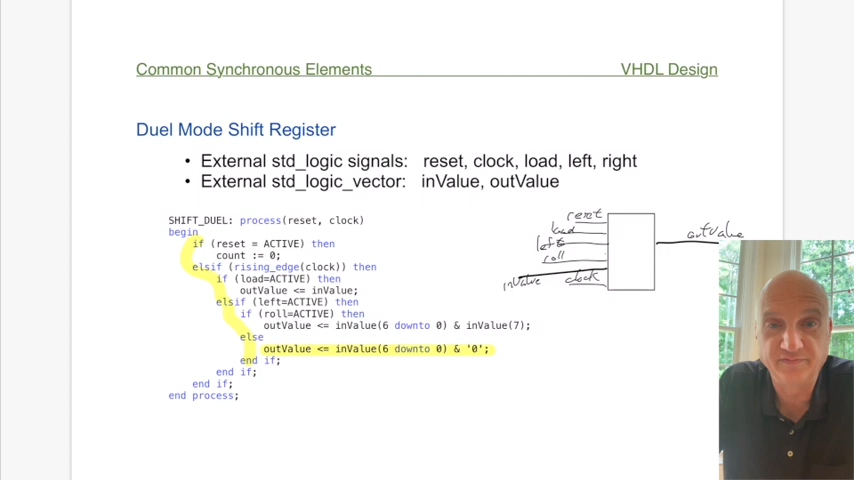 Common Synchronous Elements VHDL Design
Duel Mode Shift Register
• External std_logic signals: reset, clock, load, left, right
• External std_logic_vector: inValue, outValue
SHIFT_DUEL: process(reset, clock)
begin
if (reset = ACTIVE) then
count := 0;
elsif (rising_edge(clock)) then
if (load=ACTIVE) then
outValue <= inValue;
elsif (left=ACTIVE) then
if (roll=ACTIVE) then
outValue <= inValue(6 downto 0) & inValue(7);
else
outValue <= inValue(6 downto 0) & '0';
end if;
end if;
end if;
end process;
reset
load
left
roll
inValue
clock
outValue